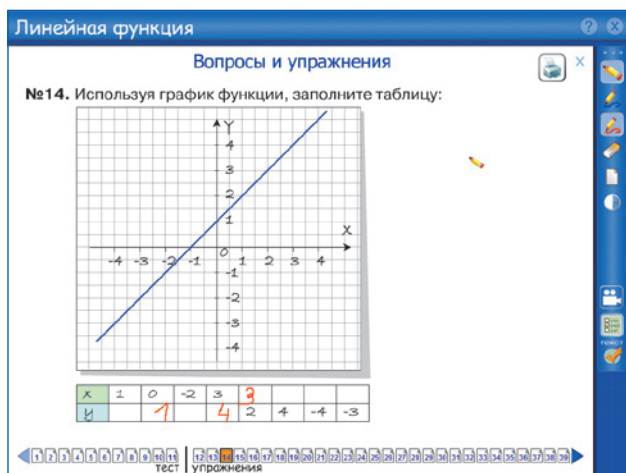 Линейная функция
Вопросы и упражнения
№14. Используя график функции, заполните таблицу:
Y
4
3
2
1
X
-4 -3 -2 -1 0 1 2 3 4
-1
-2
-3
-4
x 1 0 -2 3 3
y 1 4 2 4 -4 -3
текст
1 2 3 4 5 6 7 8 9 10 11 12 13 14 15 16 17 18 19 20 21 22 23 24 25 26 27 28 29 30 31 32 33 34 35 36 37 38 39
тест упражнения